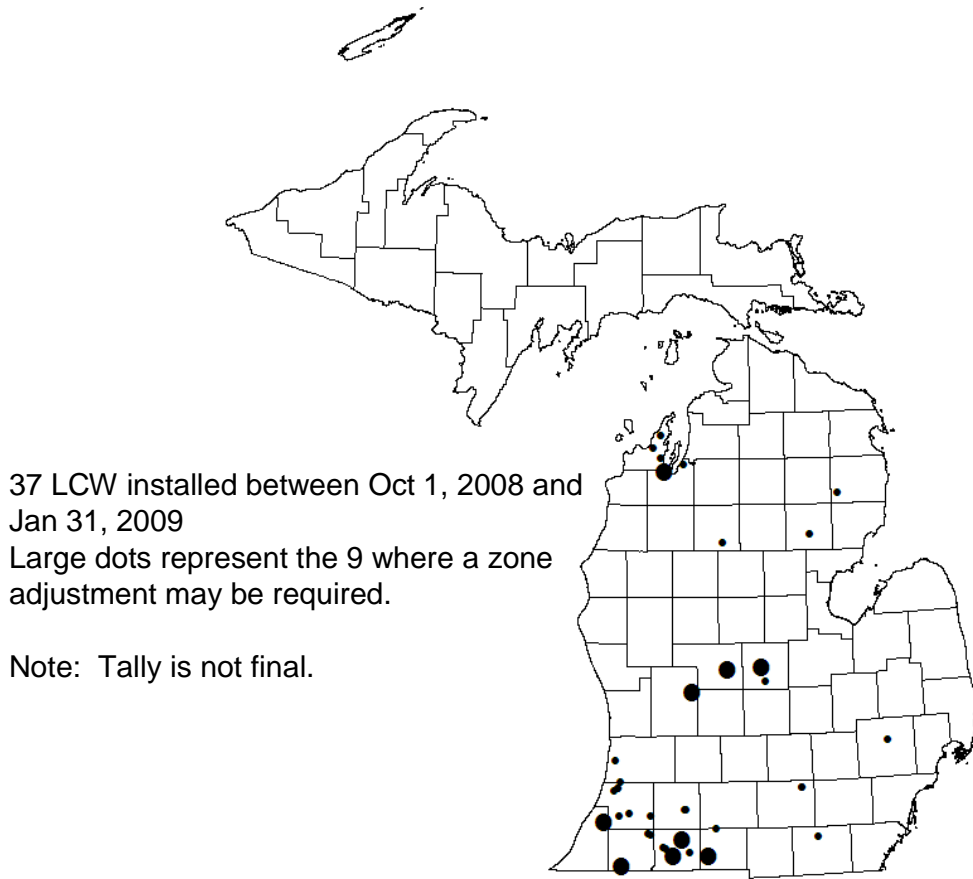 37 LCW installed between Oct 1, 2008 and
Jan 31, 2009
Large dots represent the 9 where a zone
adjustment may be required.
Note:  Tally is not final.